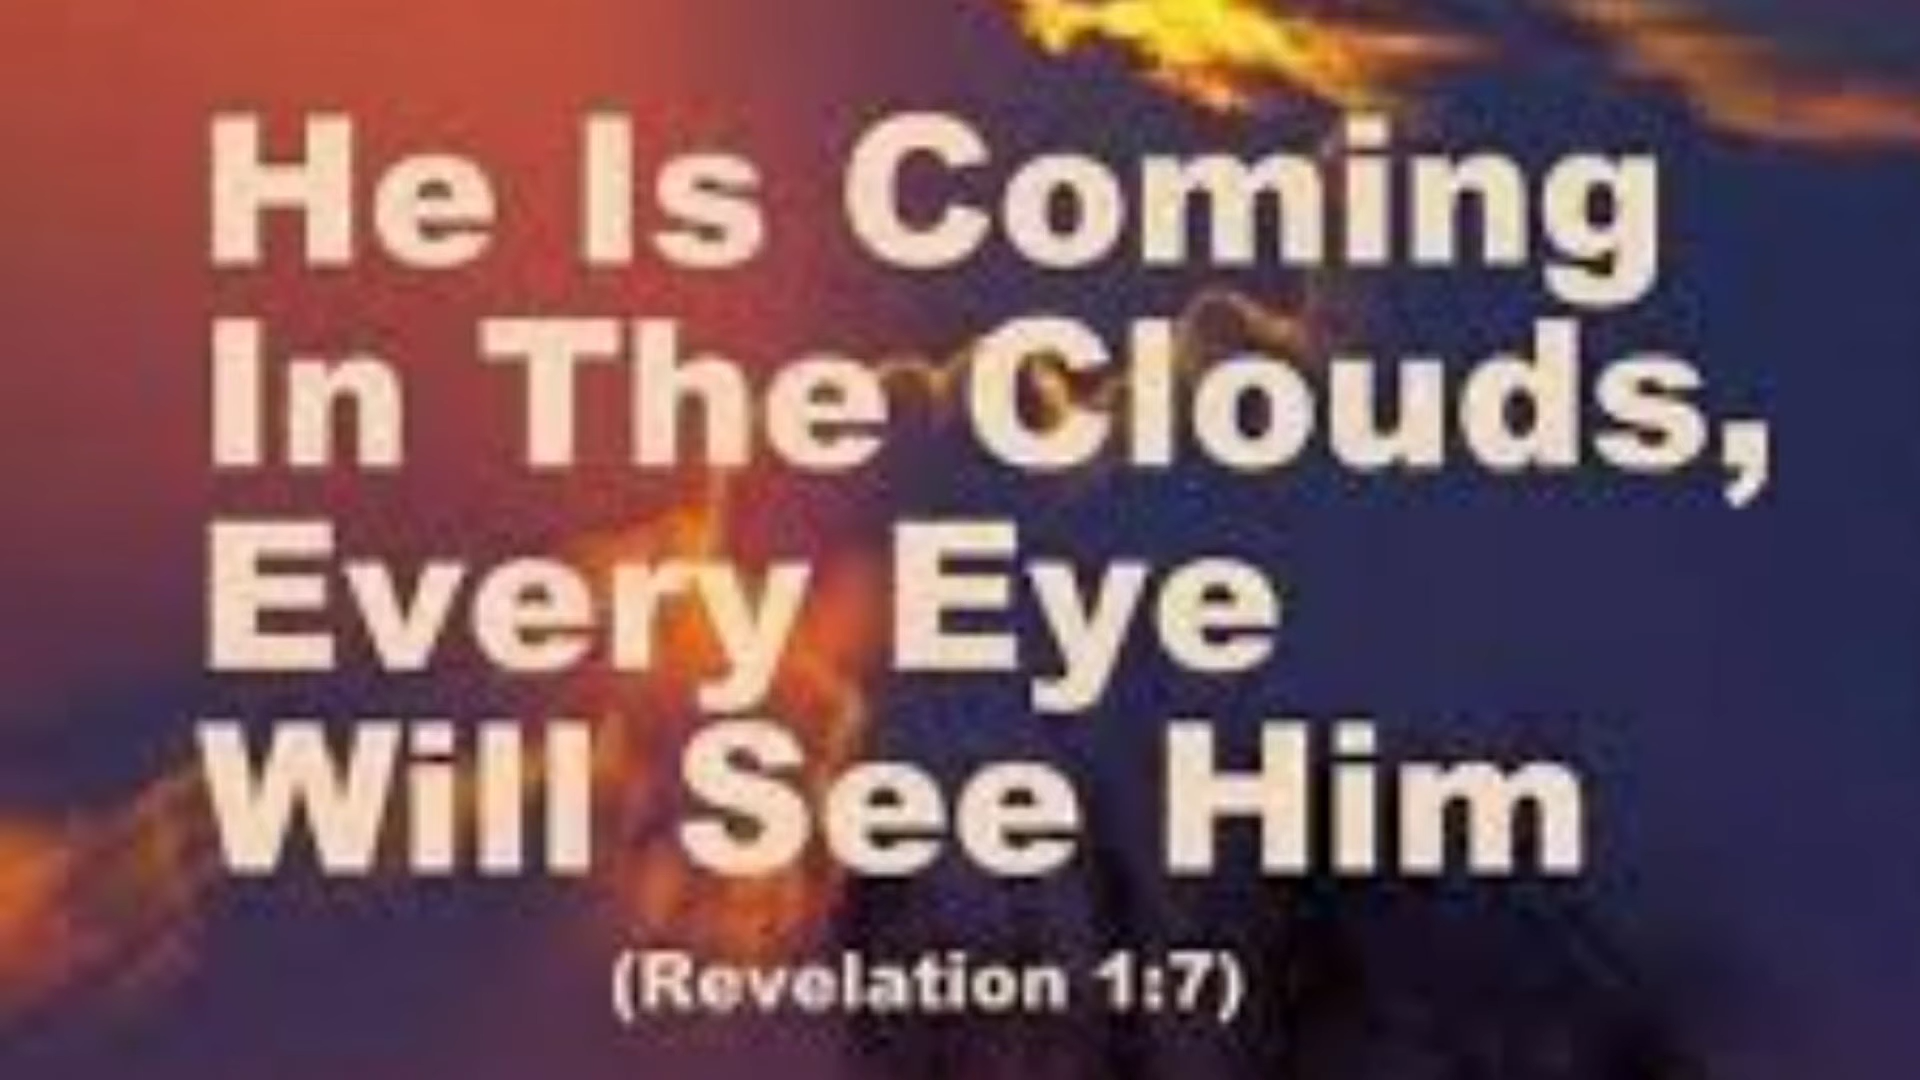 He Is Coming
In The Clouds,
Every Eye
Will See Him
(Revelation 1:7)